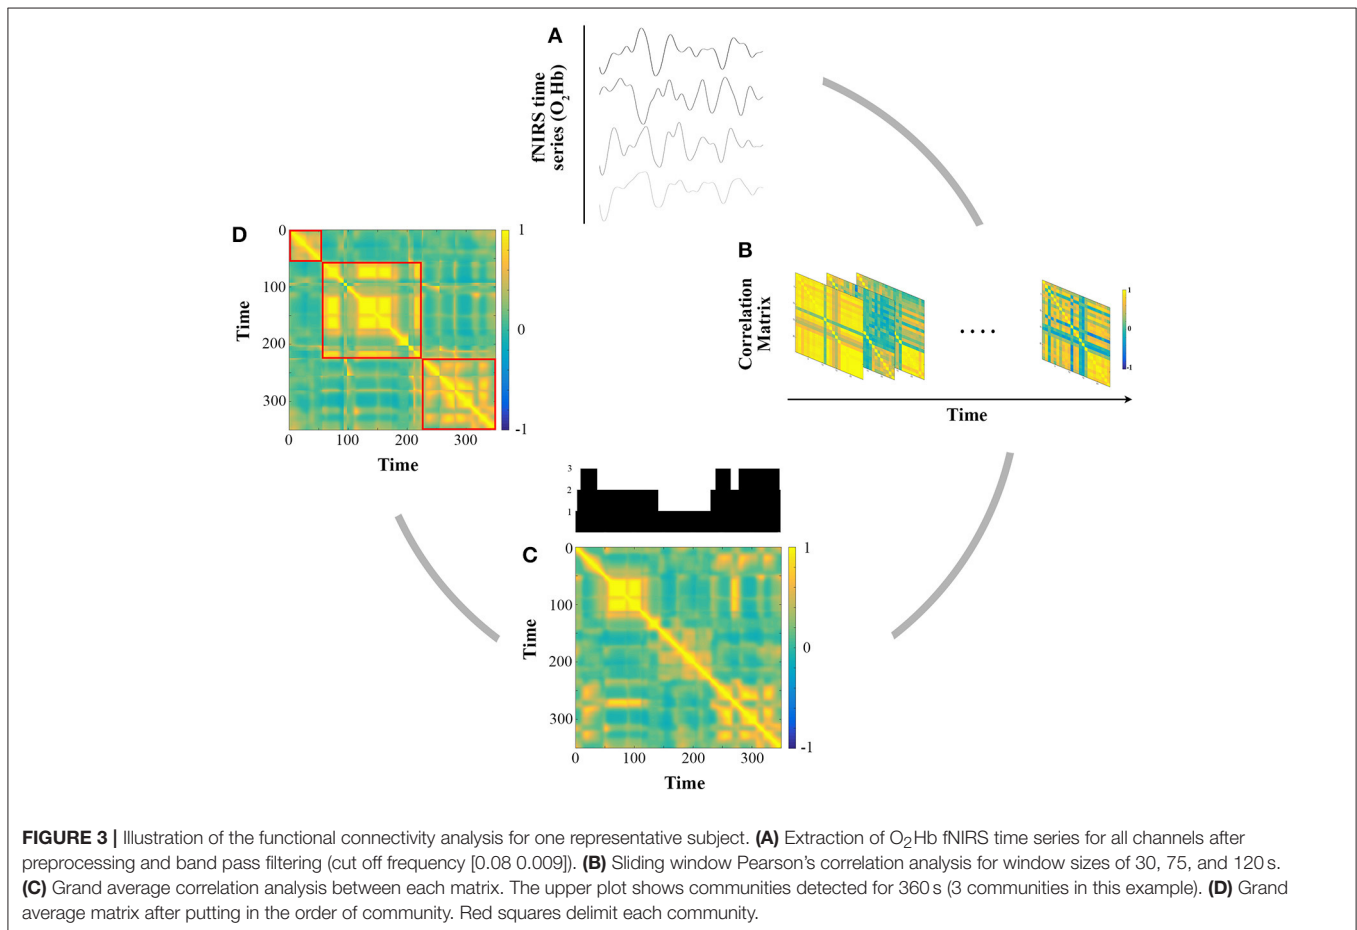 A
fNIRS time
series (O2Hb)
B
Correlation
Matrix
....
1
0
-1
Time
D
0
100
200
300
Time
0
100
200
300
Time
1
0
-1
3
2
1
C
0
100
200
300
Time
0
100
200
300
Time
1
0
-1
FIGURE 3 | Illustration of the functional connectivity analysis for one representative subject. (A) Extraction of O2Hb fNIRS time series for all channels after
preprocessing and band pass filtering (cut off frequency [0.08 0.009]). (B) Sliding window Pearson's correlation analysis for window sizes of 30, 75, and 120 s.
(C) Grand average correlation analysis between each matrix. The upper plot shows communities detected for 360 s (3 communities in this example). (D) Grand
average matrix after putting in the order of community. Red squares delimit each community.